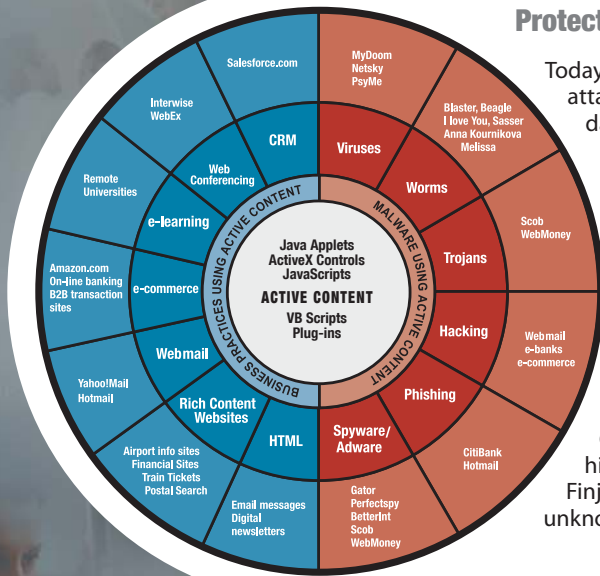 Protect
Today
atta
da
hi
Finj
unkno
Salesforce.com
CRM
Interwise
WebEx
Web
Conferencing
Remote
Universities
e-learning
Amazon.com
On-line banking
B2B transaction
sites
e-commerce
Yahoo!Mail
Hotmail
Webmail
Airport info sites
Financial Sites
Train Tickets
Postal Search
Rich Content
Websites
Email messages
Digital
newsletters
HTML
BUSINESS PRACTICES USING ACTIVE CONTENT
Java Applets
ActiveX Controls
JavaScripts
ACTIVE CONTENT
VB Scripts
Plug-ins
MALWARE USING ACTIVE CONTENT
MyDoom
Netsky
PsyMe
Viruses
Blaster, Beagle
I love You, Sasser
Anna Kournikova
Melissa
Worms
Scob
WebMoney
Trojans
Webmail
e-banks
e-commerce
Hacking
CitiBank
Hotmail
Phishing
Gator
Perfectspy
BetterInt
Scob
WebMoney
Spyware/
Adware